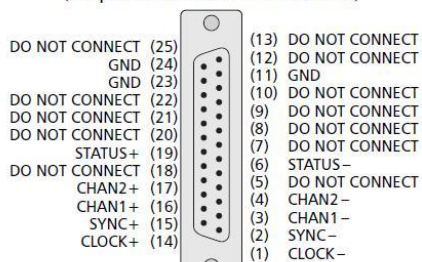 DO NOT CONNECT (25)
GND (24)
GND (23)
DO NOT CONNECT (22)
DO NOT CONNECT (21)
DO NOT CONNECT (20)
STATUS+ (19)
DO NOT CONNECT (18)
CHAN2+ (17)
CHAN1+ (16)
SYNC+ (15)
CLOCK+ (14)
(13) DO NOT CONNECT
(12) DO NOT CONNECT
(11) GND
(10) DO NOT CONNECT
(9) DO NOT CONNECT
(8) DO NOT CONNECT
(7) DO NOT CONNECT
(6) STATUS–
(5) DO NOT CONNECT
(4) CHAN2–
(3) CHAN1–
(2) SYNC–
(1) CLOCK–